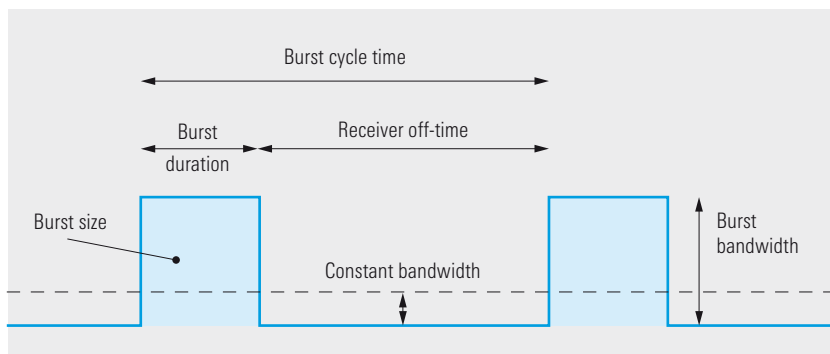 Burst cycle time
Burst
duration
Receiver off-time
Burst size
Constant bandwidth
Burst
bandwidth